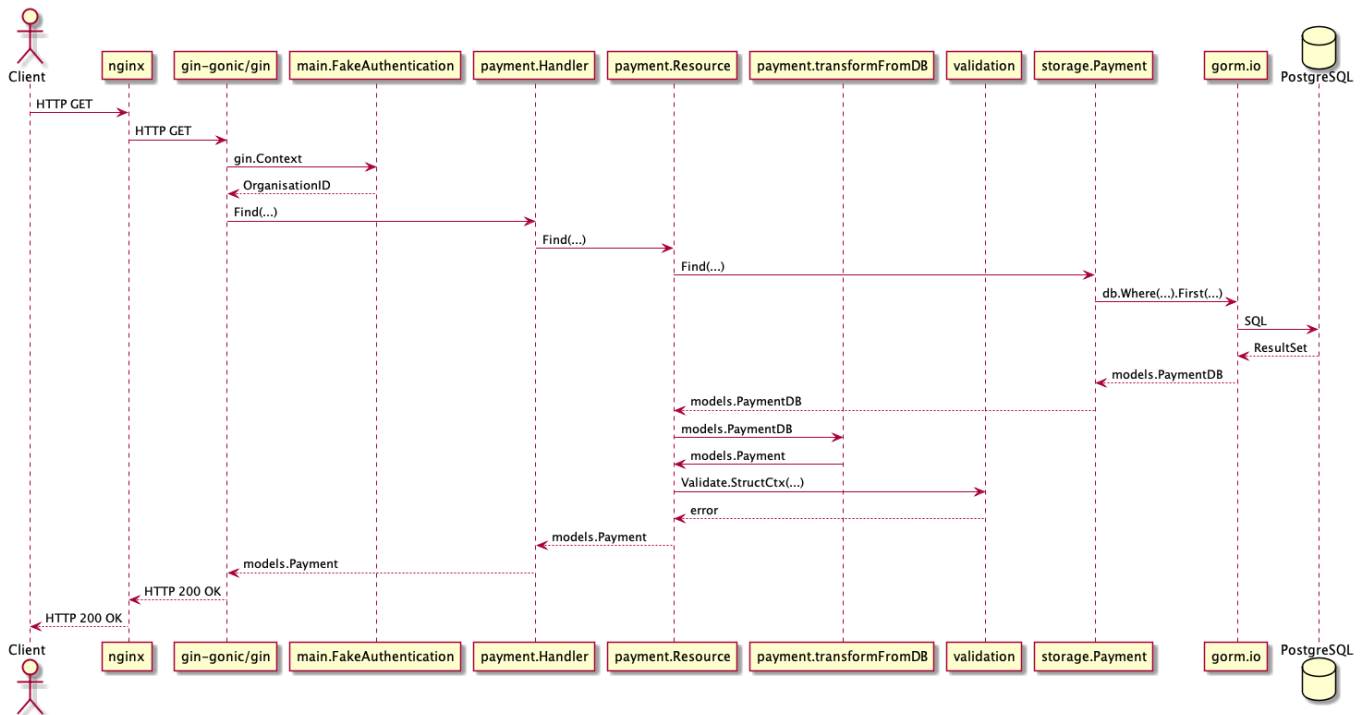 Client
nginx
gin-gonic/gin
main.FakeAuthentication
payment.Handler
payment.Resource
payment.transformFromDB
validation
storage.Payment
gorm.io
PostgreSQL
HTTP GET
HTTP GET
gin.Context
OrganisationID
Find(...)
Find(...)
Find(...)
db.Where(...).First(...)
SQL
ResultSet
models.PaymentDB
models.PaymentDB
models.PaymentDB
models.Payment
Validate.StructCtx(...)
error
models.Payment
models.Payment
HTTP 200 OK
HTTP 200 OK
Client
nginx
gin-gonic/gin
main.FakeAuthentication
payment.Handler
payment.Resource
payment.transformFromDB
validation
storage.Payment
gorm.io
PostgreSQL